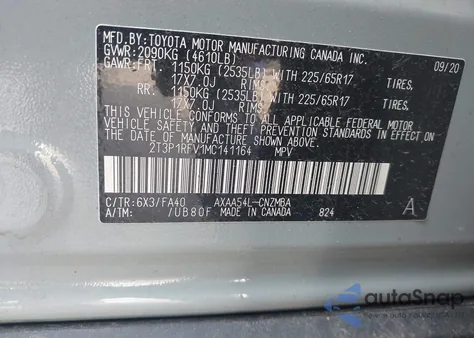 MFD. BY: TOYOTA MOTOR MANUFACTURING CANADA INC.
GVWR: 2090KG (4610LB) 09/20
GAWR: FRT 1150KG (2535LB) WITH 225/65R17 TIRES,
17X7.0J RIMS
RR 1150KG (2535LB) WITH 225/65R17 TIRES,
17X7.0J RIMS
THIS VEHICLE CONFORMS TO ALL APPLICABLE FEDERAL MOTOR
VEHICLE SAFETY AND THEFT PREVENTION STANDARDS IN EFFECT
ON THE DATE OF MANUFACTURE SHOWN ABOVE.
2T3P1RFV1MC141164 MPV
C/TR: 6X3/FA40 AXAA54L-CNZMBA
A/TM: /UB80F MADE IN CANADA 824 A
autoSnap